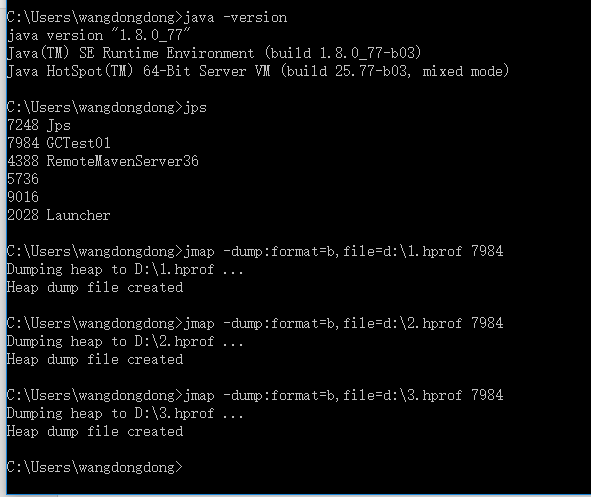 C:\Users\wangdongdong>java -version
java version "1.8.0_77"
Java(TM) SE Runtime Environment (build 1.8.0_77-b03)
Java HotSpot(TM) 64-Bit Server VM (build 25.77-b03, mixed mode)
C:\Users\wangdongdong>jps
7248 Jps
7984 GCTest01
4388 RemoteMavenServer36
5736
9016
2028 Launcher
C:\Users\wangdongdong>jmap -dump:format=b,file=d:\1.hprof 7984
Dumping heap to D:\1.hprof ...
Heap dump file created
C:\Users\wangdongdong>jmap -dump:format=b,file=d:\2.hprof 7984
Dumping heap to D:\2.hprof ...
Heap dump file created
C:\Users\wangdongdong>jmap -dump:format=b,file=d:\3.hprof 7984
Dumping heap to D:\3.hprof ...
Heap dump file created
C:\Users\wangdongdong>